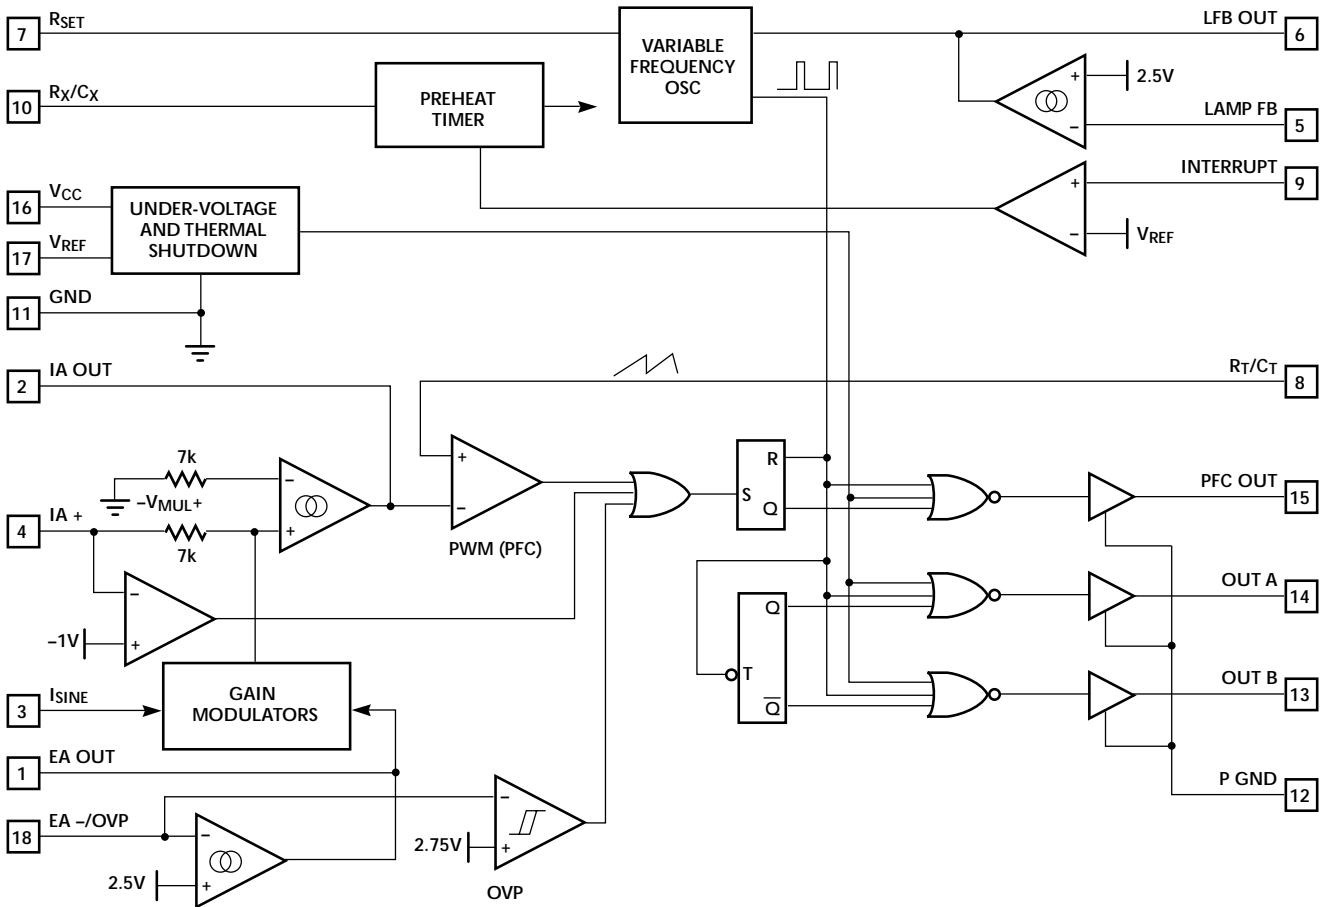 7
RSET
VARIABLE
FREQUENCY
OSC
LFB OUT
6
+
2.5V
10
RX/CX
PREHEAT
TIMER
–
LAMP FB
5
INTERRUPT
9
+
–
VREF
16
VCC
17
VREF
UNDER-VOLTAGE
AND THERMAL
SHUTDOWN
11
GND
2
IA OUT
RT/CT
8
7k
–
–VMUL+
4
IA +
7k
+
+
–
PWM (PFC)
R
S
Q
PFC OUT
15
–
–1V
+
Q
T
Q
OUT A
14
3
ISINE
GAIN
MODULATORS
OUT B
13
1
EA OUT
P GND
12
18
EA –/OVP
–
2.5V
+
–
2.75V
+
OVP